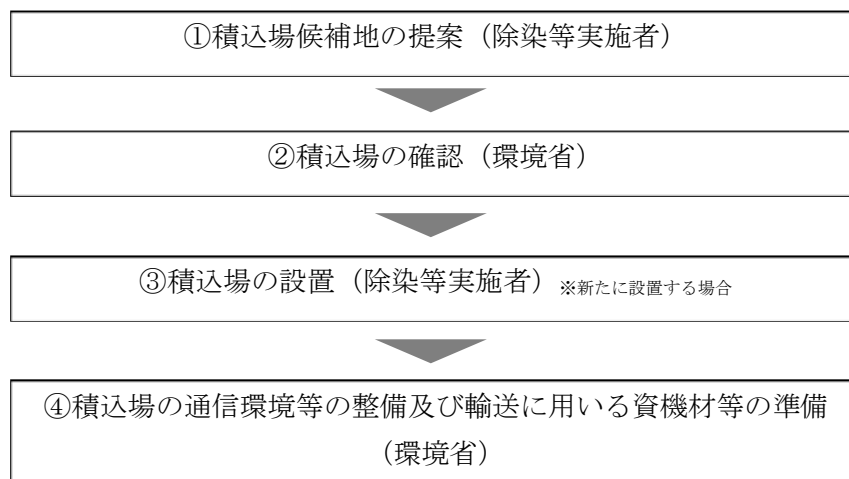 ①積込場候補地の提案（除染等実施者）
②積込場の確認（環境省）
③積込場の設置（除染等実施者）※新たに設置する場合
④積込場の通信環境等の整備及び輸送に用いる資機材等の準備
（環境省）